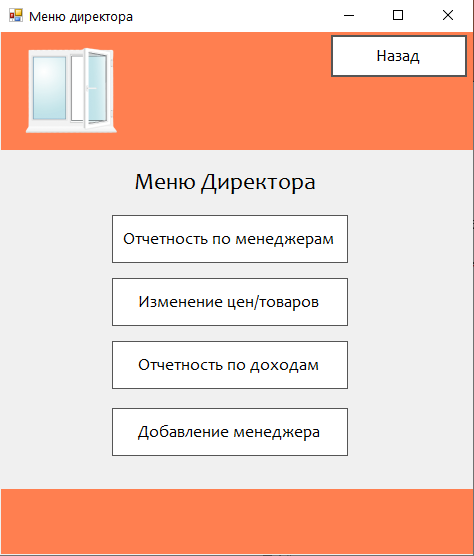 Меню директора
Назад
Меню Директора
Отчетность по менеджерам
Изменение цен/товаров
Отчетность по доходам
Добавление менеджера